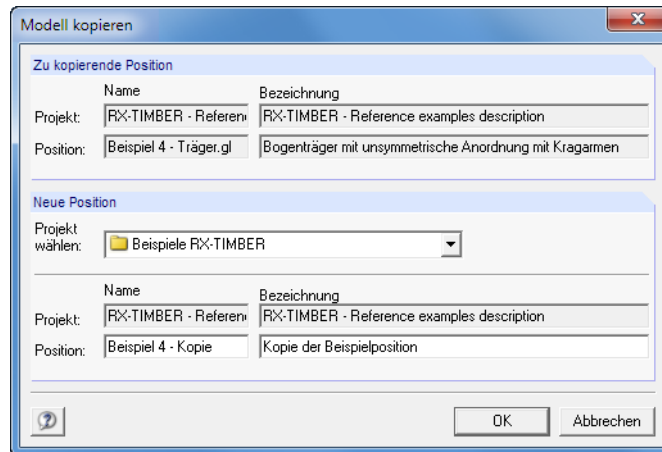 Modell kopieren
Zu kopierende Position
Name Bezeichnung
Projekt: RX-TIMBER - Referen RX-TIMBER - Reference examples description
Position: Beispiel 4 - Träger.gl Bogenträger mit unsymmetrische Anordnung mit Kragarmen
Neue Position
Projekt
wählen: Beispiele RX-TIMBER
Name Bezeichnung
Projekt: RX-TIMBER - Referen RX-TIMBER - Reference examples description
Position: Beispiel 4 - Kopie Kopie der Beispielposition
OK Abbrechen